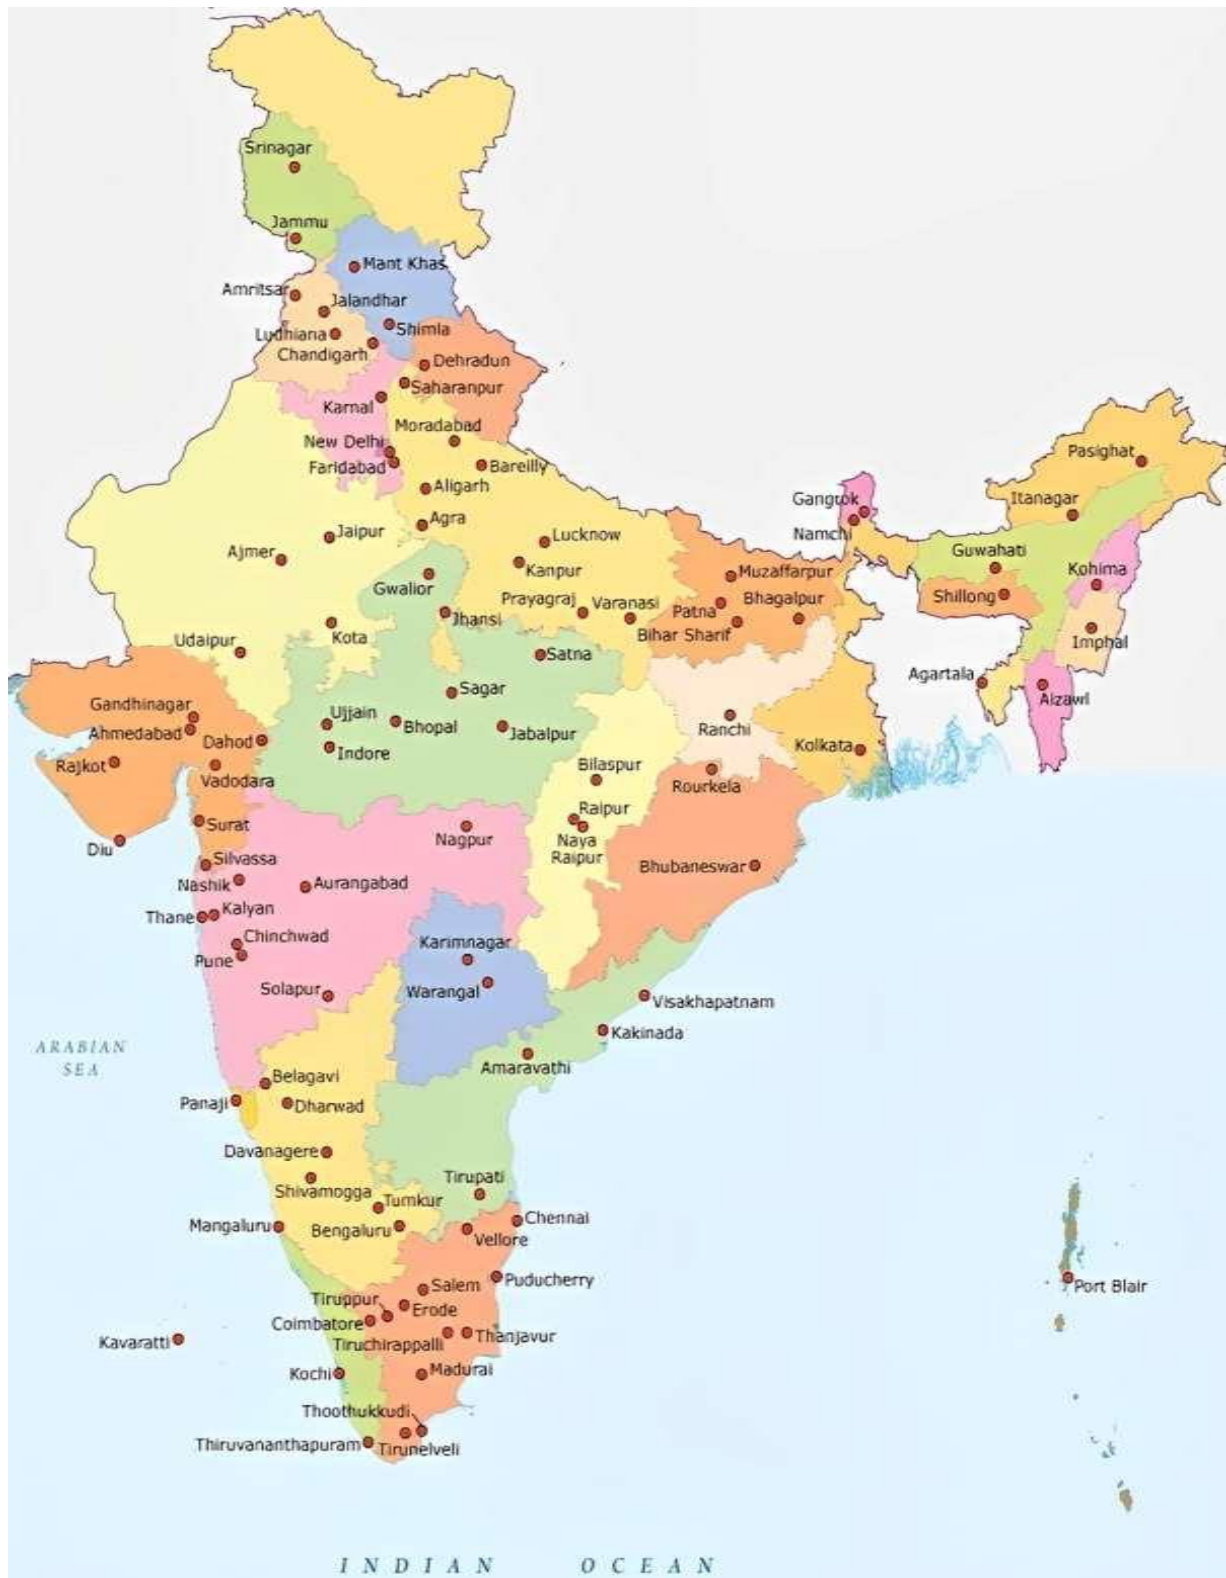 Srinagar
Jammu
Mant Khas
Amritsar
Jalandhar
Ludhiana
Shimla
Chandigarh
Dehradun
Saharanpur
Karnal
Moradabad
New Delhi
Faridabad
Bareilly
Aligarh
Pasighat
Gangrok
Itanagar
Agra
Namchi
Jaipur
Lucknow
Ajmer
Guwahati
Kanpur
Muzaffarpur
Kohima
Gwalior
Shillong
Prayagraj
Varanasi
Patna
Bhagalpur
Jhansi
Bihar Sharif
Kota
Udaipur
Imphal
Satna
Agartala
Sagar
Aizawl
Gandhinagar
Ujjain
Bhopal
Ranchi
Ahmedabad
Dahod
Jabalpur
Kolkata
Indore
Rajkot
Bilaspur
Vadodara
Rourkela
Raipur
Surat
Nagpur
Naya
Raipur
Diu
Silvassa
Bhubaneswar
Nashik
Aurangabad
Thane
Kalyan
Chinchwad
Karimnagar
Pune
Solapur
Warangal
Visakhapatnam
Kakinada
ARABIAN
SEA
Amaravathi
Belagavi
Panaji
Dharwad
Davanagere
Tirupati
Shivamogga
Tumkur
Chennai
Mangaluru
Bengaluru
Vellore
Puducherry
Salem
Port Blair
Tiruppur
Erode
Coimbatore
Thanjavur
Kavaratti
Tiruchirappalli
Kochi
Madurai
Thoothukkudi
Thiruvananthapuram
Tirunelveli
INDIAN OCEAN